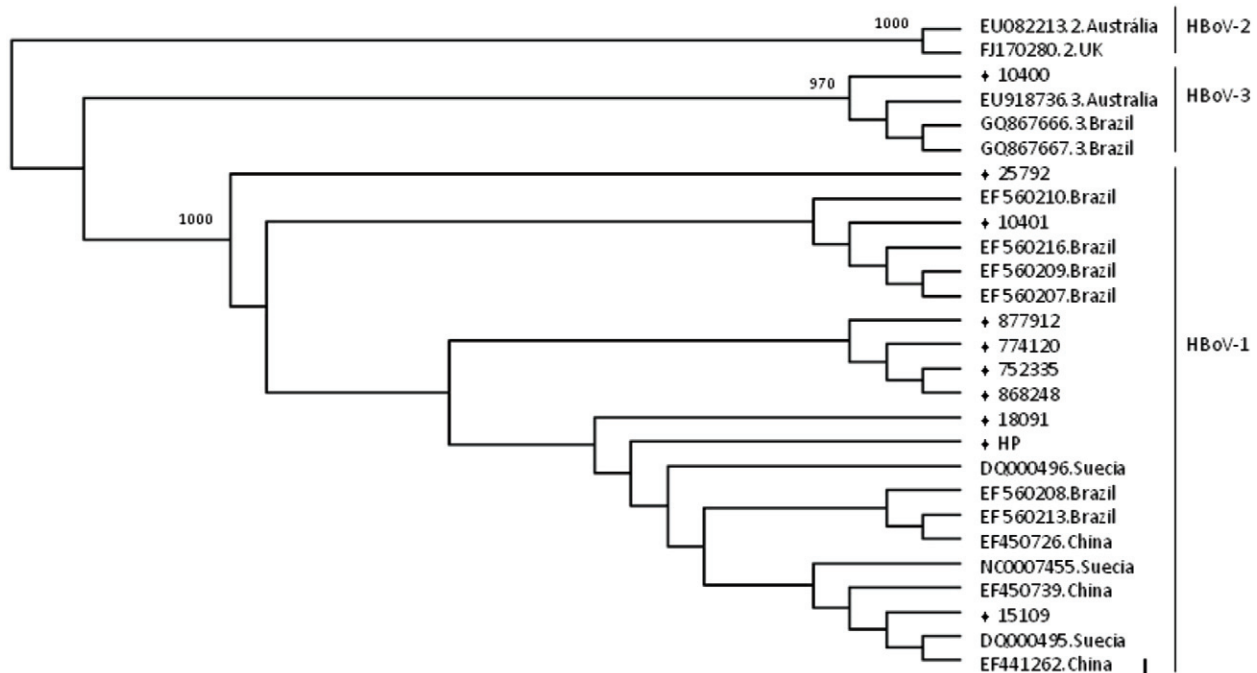 1000
EU082213.2.Austrália
HBoV-2
FJ170280.2.UK
970
♦ 10400
EU918736.3.Australia
HBoV-3
GQ867666.3.Brazil
GQ867667.3.Brazil
♦ 25792
EF560210.Brazil
1000
♦ 10401
EF560216.Brazil
EF560209.Brazil
EF560207.Brazil
♦ 877912
♦ 774120
HBoV-1
♦ 752335
♦ 868248
♦ 18091
♦ HP
DQ000496.Suecia
EF560208.Brazil
EF560213.Brazil
EF450726.China
NC0007455.Suecia
EF450739.China
♦ 15109
DQ000495.Suecia
EF441262.China